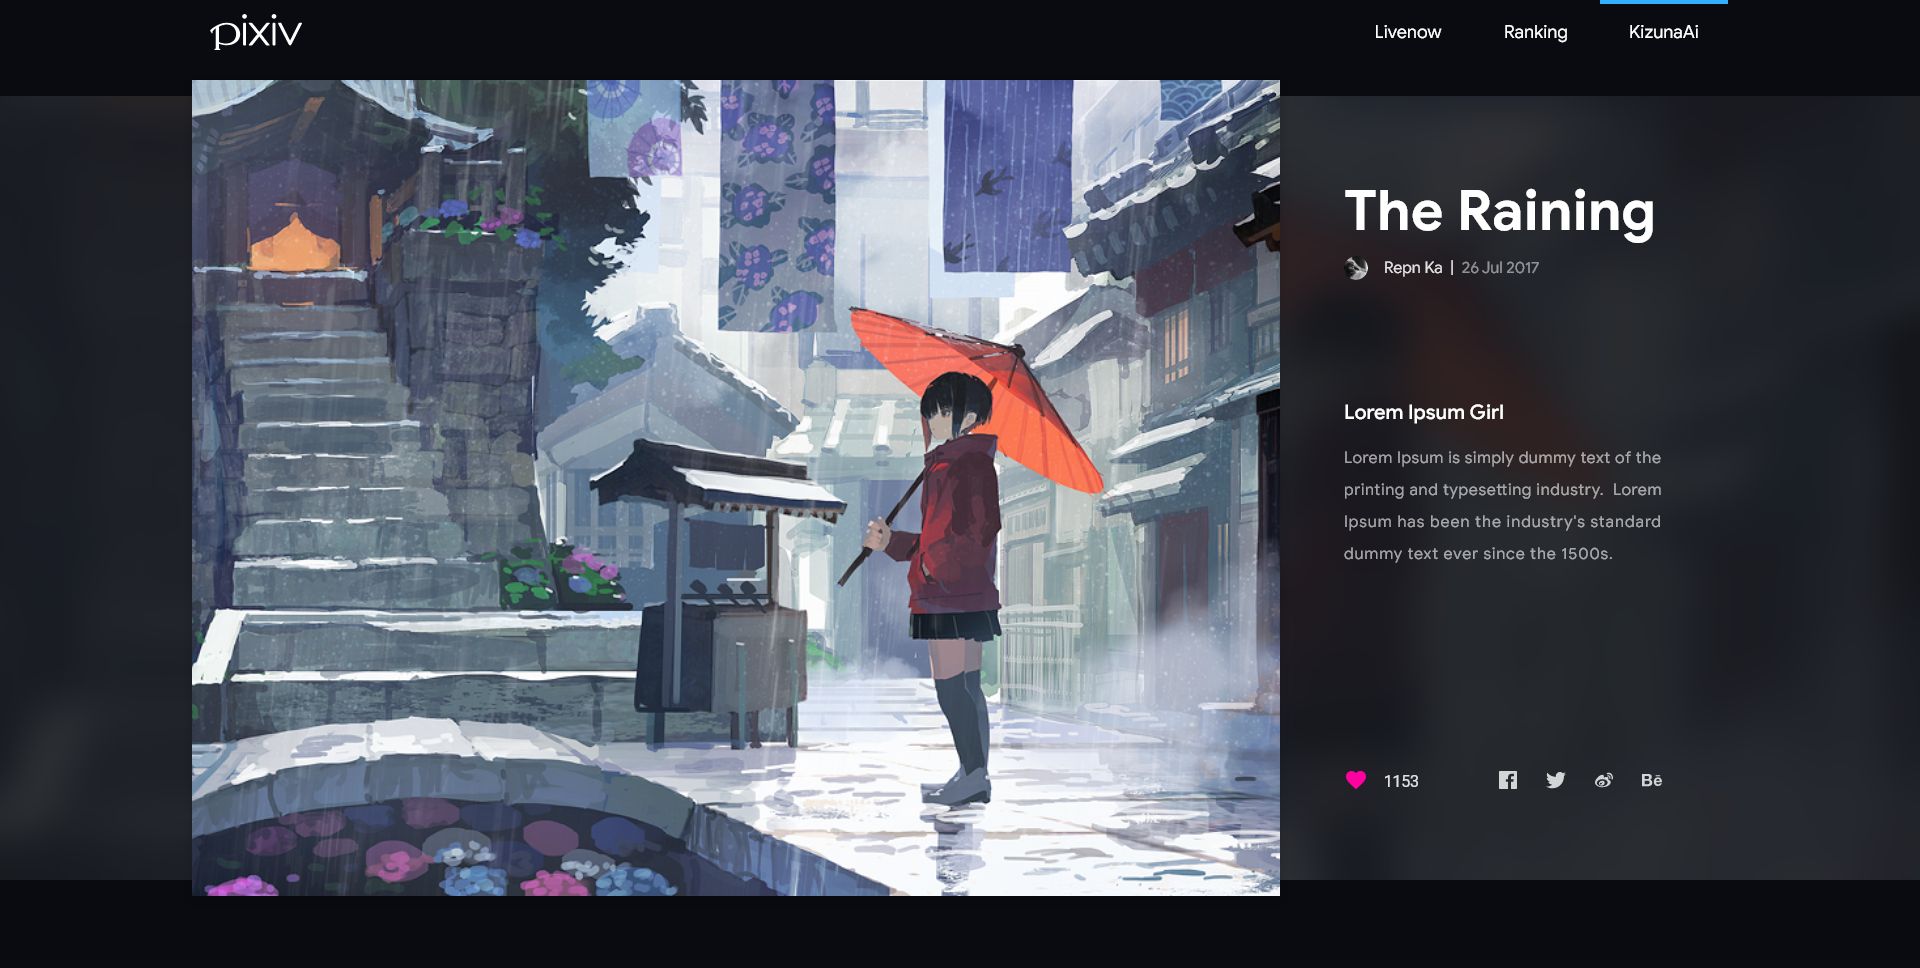 pixiv
Livenow
Ranking
KizunaAi
The Raining
Repn Ka | 26 Jul 2017
Lorem Ipsum Girl
Lorem Ipsum is simply dummy text of the
printing and typesetting industry. Lorem
Ipsum has been the industry's standard
dummy text ever since the 1500s.
1153
Bē